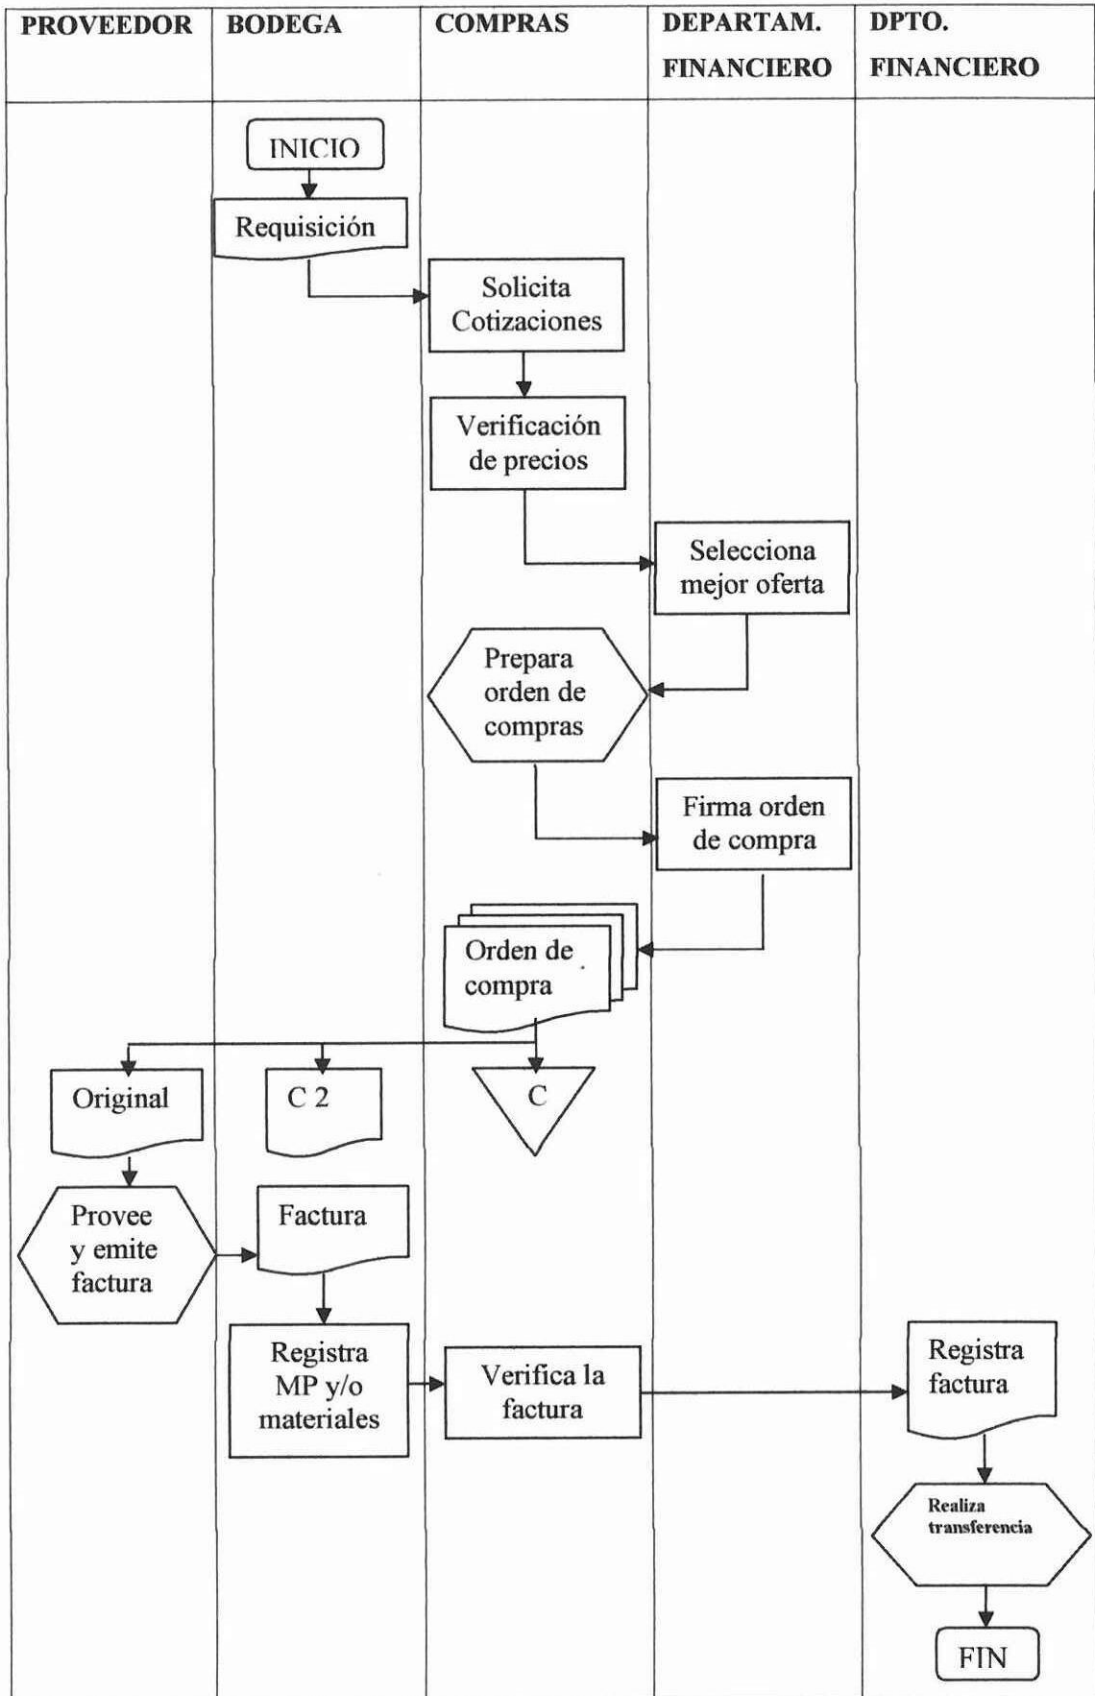 PROVEEDOR
BODEGA
COMPRAS
DEPARTAM.
FINANCIERO
DPTO.
FINANCIERO
INICIO
Requisición
Solicita
Cotizaciones
Verificación
de precios
Selecciona
mejor oferta
Prepara
orden de
compras
Firma orden
de compra
Orden de
compra
Original
C 2
C
Provee
y emite
factura
Factura
Registra
MP y/o
materiales
Verifica la
factura
Registra
factura
Realiza
transferencia
FIN